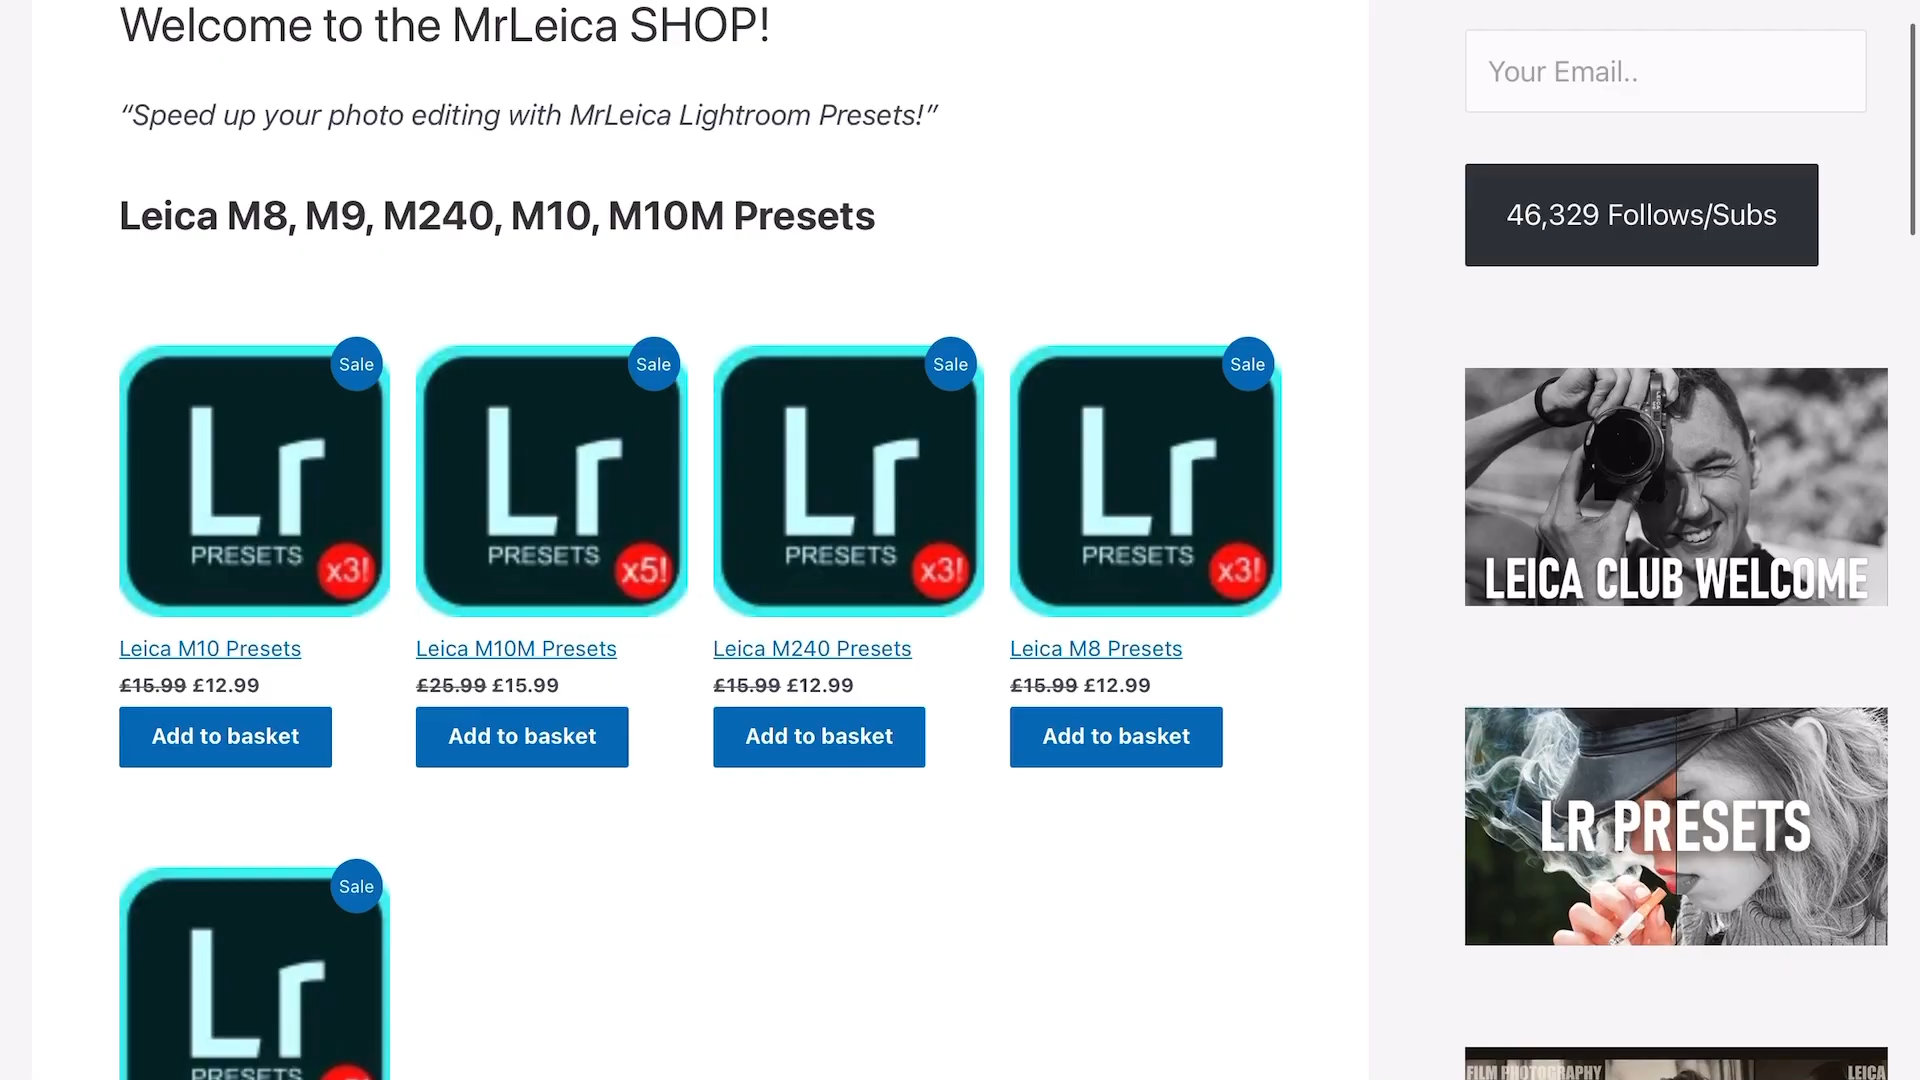 Welcome to the MrLeica SHOP!
“Speed up your photo editing with MrLeica Lightroom Presets!”
Leica M8, M9, M240, M10, M10M Presets
Sale
Sale
Sale
Sale
Lr
PRESETS
x3!
Lr
PRESETS
x5!
Lr
PRESETS
x3!
Lr
PRESETS
x3!
Leica M10 Presets
Leica M10M Presets
Leica M240 Presets
Leica M8 Presets
£15.99 £12.99
£25.99 £15.99
£15.99 £12.99
£15.99 £12.99
Add to basket
Add to basket
Add to basket
Add to basket
Sale
Lr
PRESETS
Your Email..
46,329 Follows/Subs
LEICA CLUB WELCOME
LR PRESETS
FILM PHOTOGRAPHY
LEICA